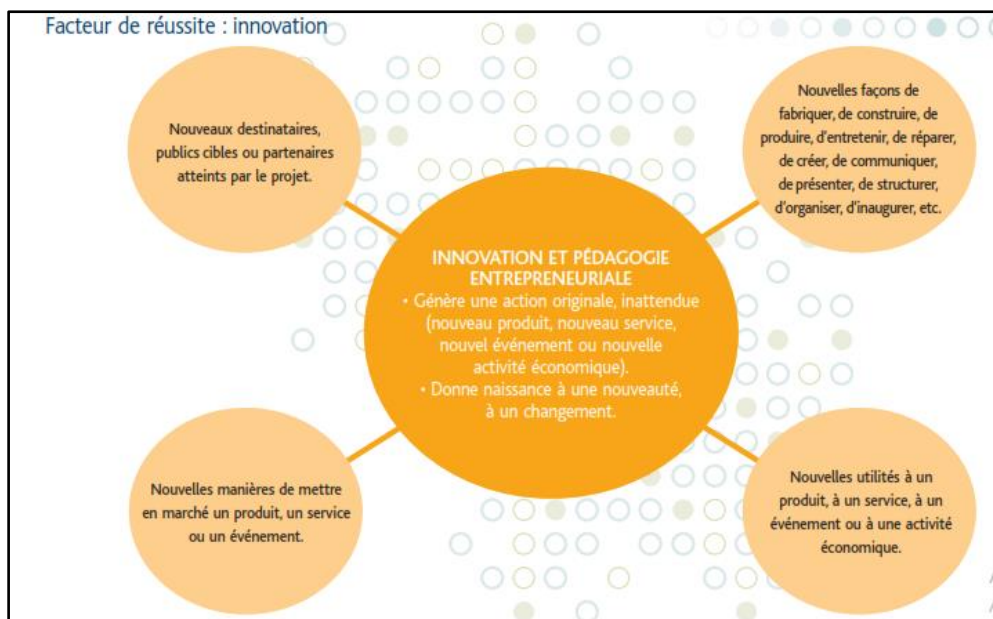 Facteur de réussite : innovation
Nouveaux destinataires,
publics cibles ou partenaires
atteints par le projet.
Nouvelles façons de
fabriquer, de construire, de
produire, d'entretenir, de réparer,
de créer, de communiquer,
de présenter, de structurer,
d'organiser, d'inaugurer, etc.
INNOVATION ET PÉDAGOGIE
ENTREPRENEURIALE
• Génère une action originale, inattendue
(nouveau produit, nouveau service,
nouvel événement ou nouvelle
activité économique).
• Donne naissance à une nouveauté,
à un changement.
Nouvelles manières de mettre
en marché un produit, un service
ou un événement.
Nouvelles utilités à un
produit, à un service, à un
événement ou à une activité
économique.